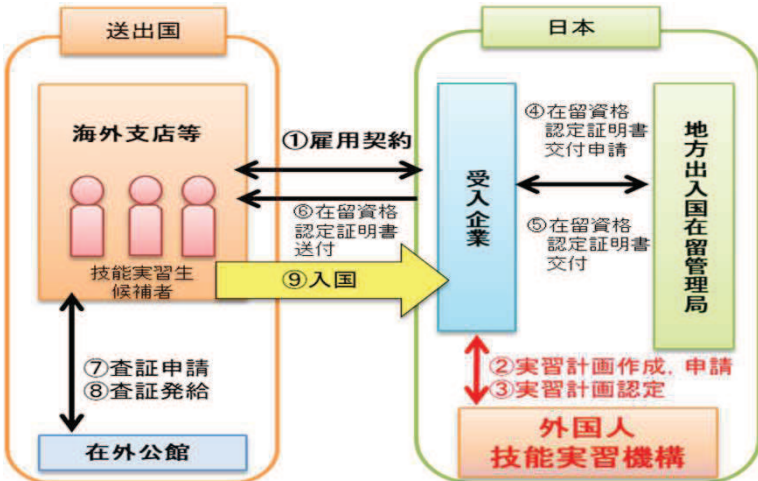 送出国
日本
海外支店等
技能実習生
候補者
①雇用契約
⑥在留資格
認定証明書
送付
⑨入国
受入企業
④在留資格
認定証明書
交付申請
⑤在留資格
認定証明書
交付
地方出入国在留管理局
⑦査証申請
⑧査証発給
在外公館
②実習計画作成，申請
③実習計画認定
外国人
技能実習機構